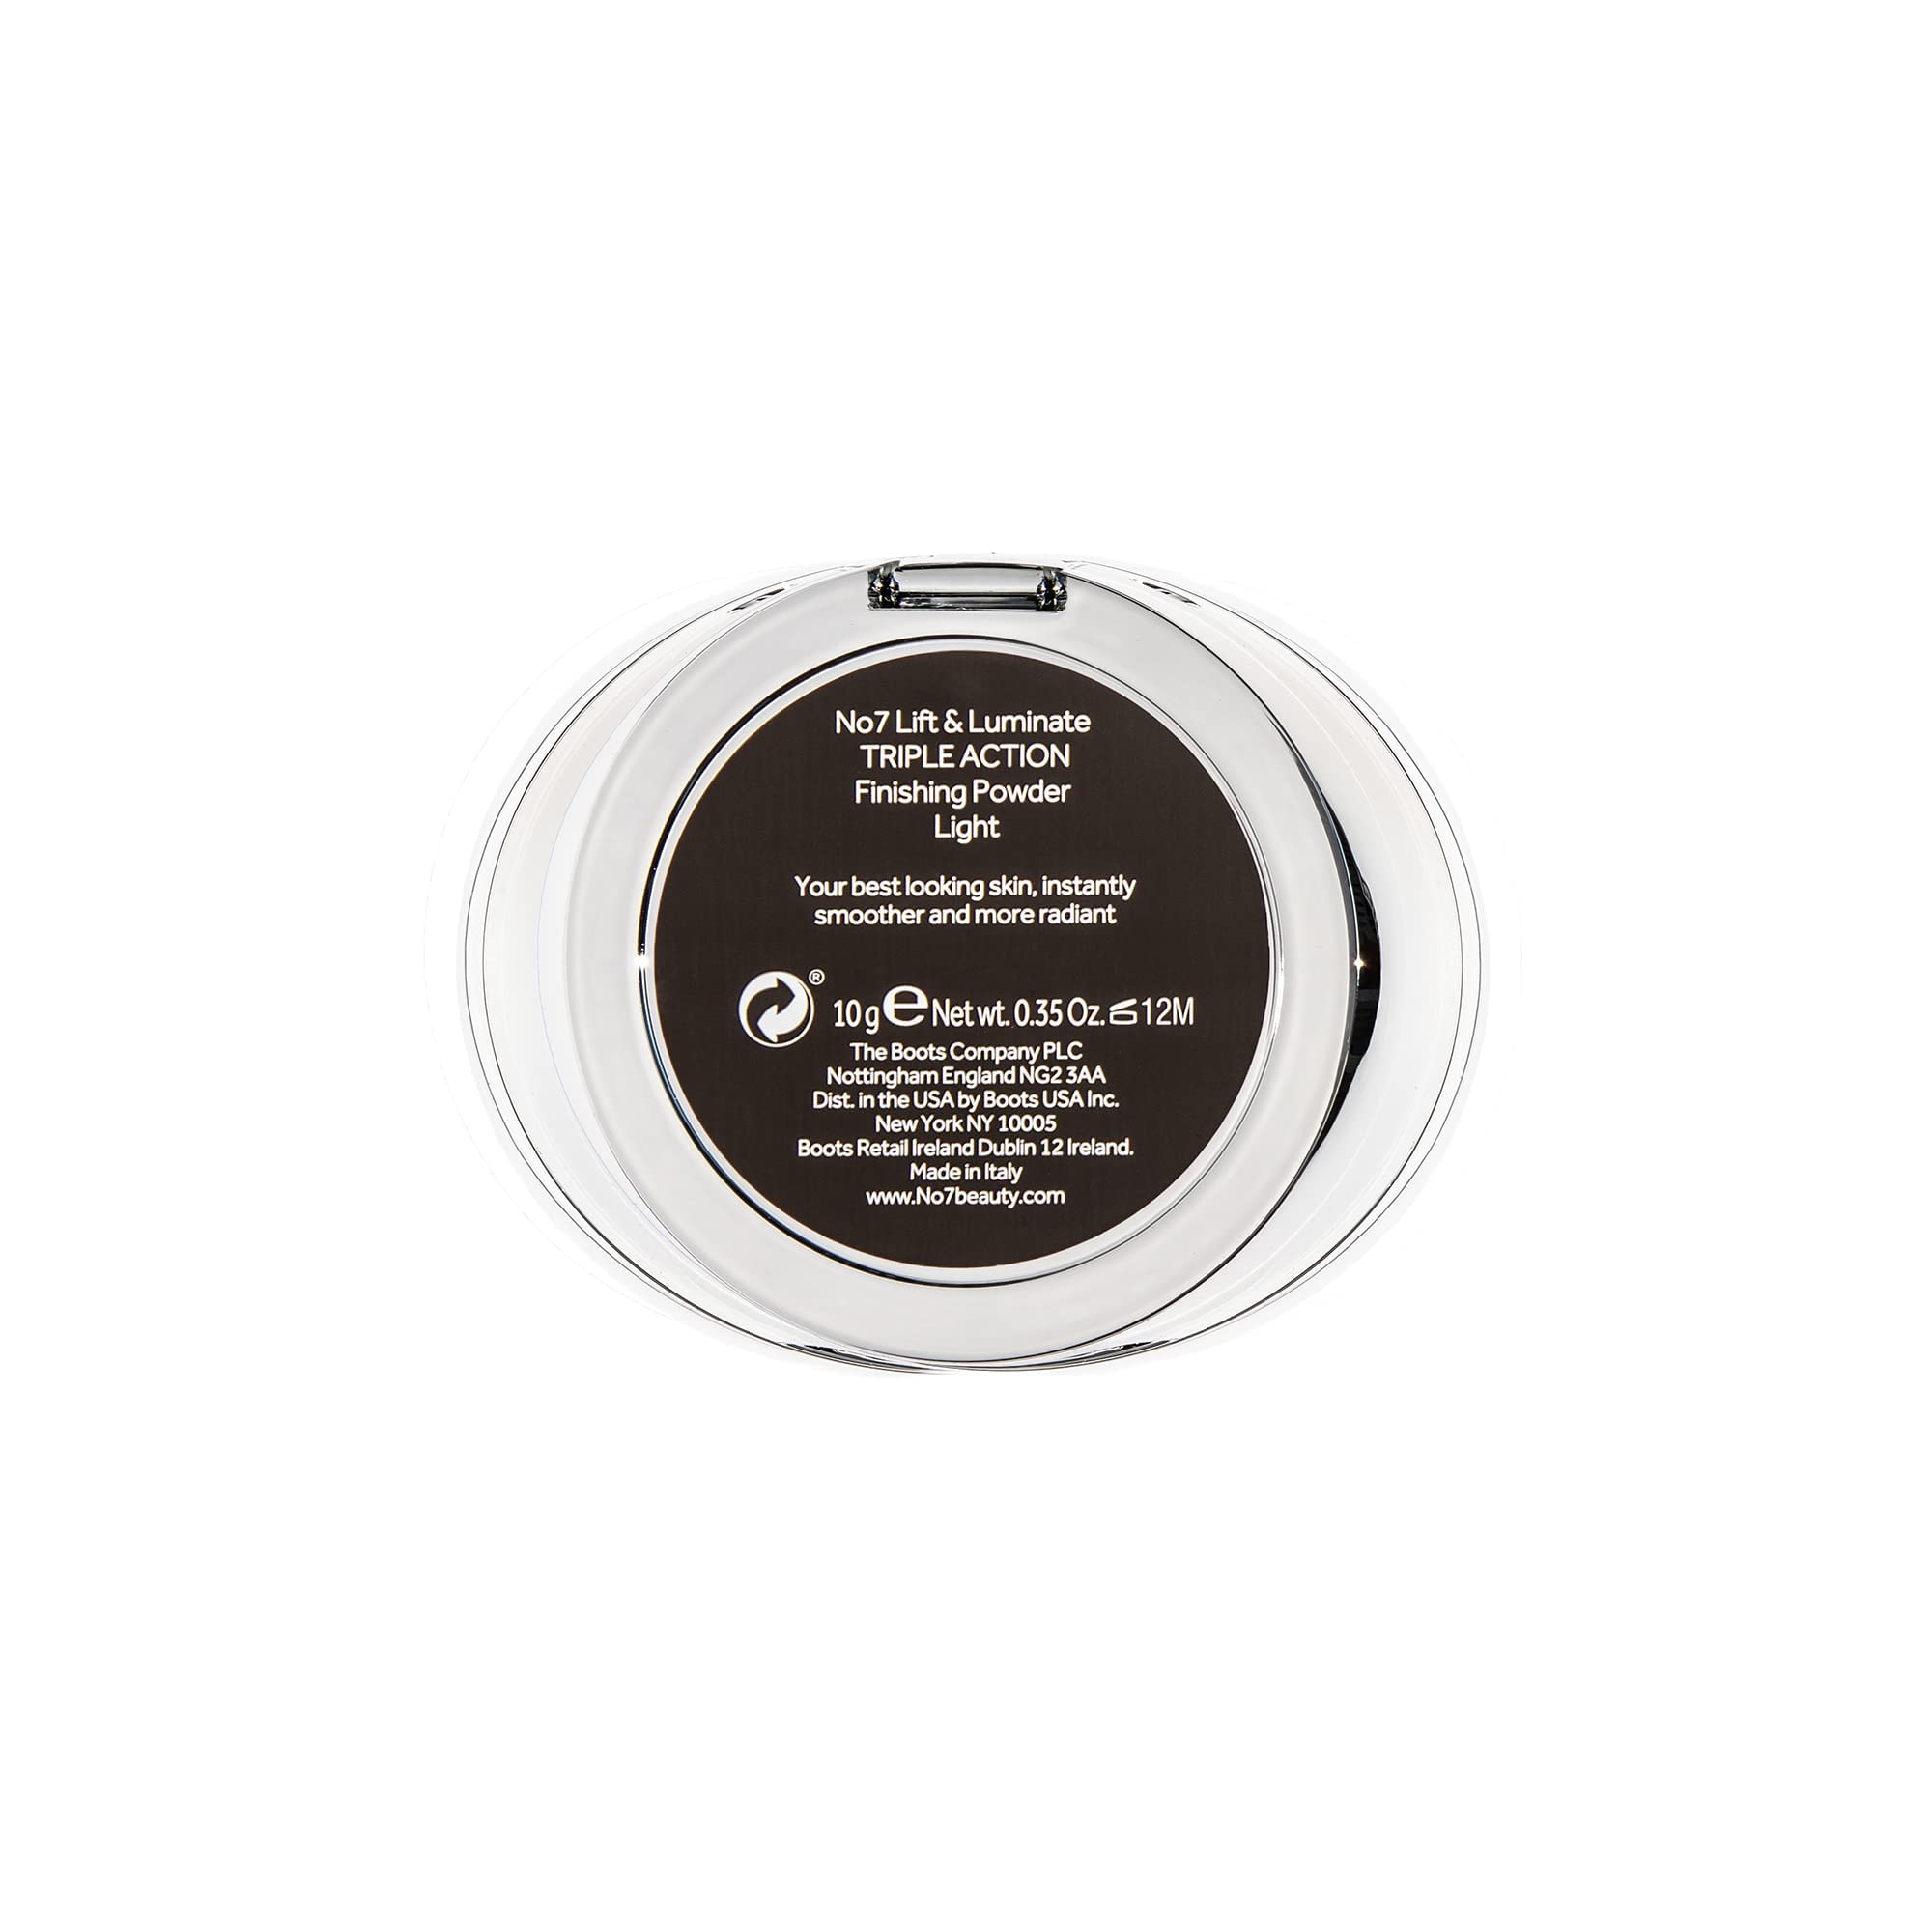 No7 Lift & Luminate
TRIPLE ACTION
Finishing Powder
Light
Your best looking skin, instantly
smoother and more radiant
® 10 g e Net wt. 0.35 Oz. 12M
The Boots Company PLC
Nottingham England NG2 3AA
Dist. in the USA by Boots USA Inc.
New York NY 10005
Boots Retail Ireland Dublin 12 Ireland.
Made in Italy
www.No7beauty.com